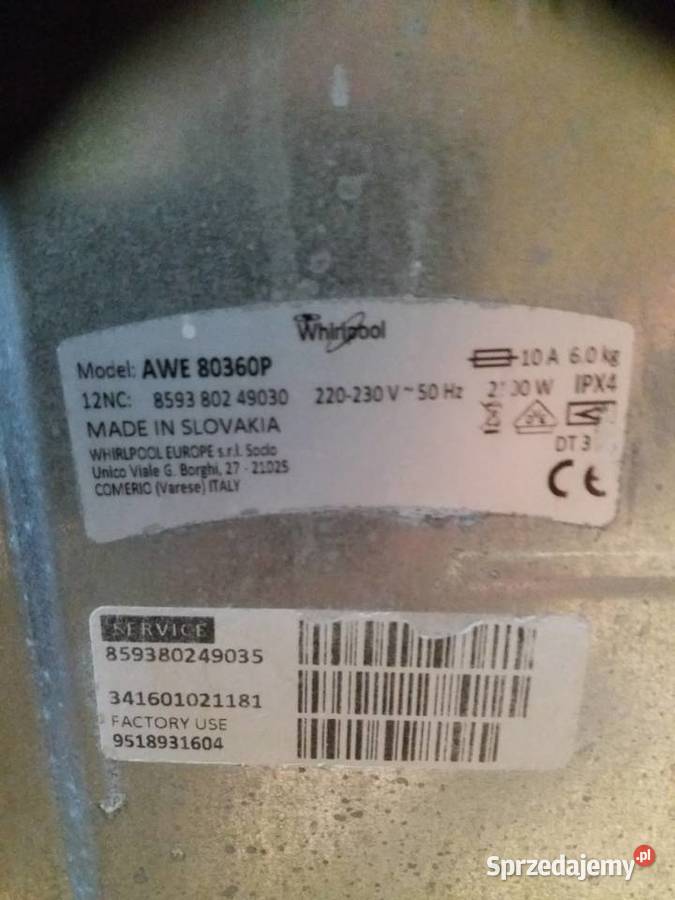 Whirlpool
Model: AWE 80360P
10 A 6.0 kg
12NC: 8593 802 49030
220-230 V ~ 50 Hz
W IPX4
MADE IN SLOVAKIA
WHIRLPOOL EUROPE s.r.l. Socio
Unico Viale G. Borghi, 27 - 21025
COMERIO (Varese) ITALY
DT 3
CE
SERVICE
859380249035
341601021181
FACTORY USE
9518931604
Sprzedajemy.pl